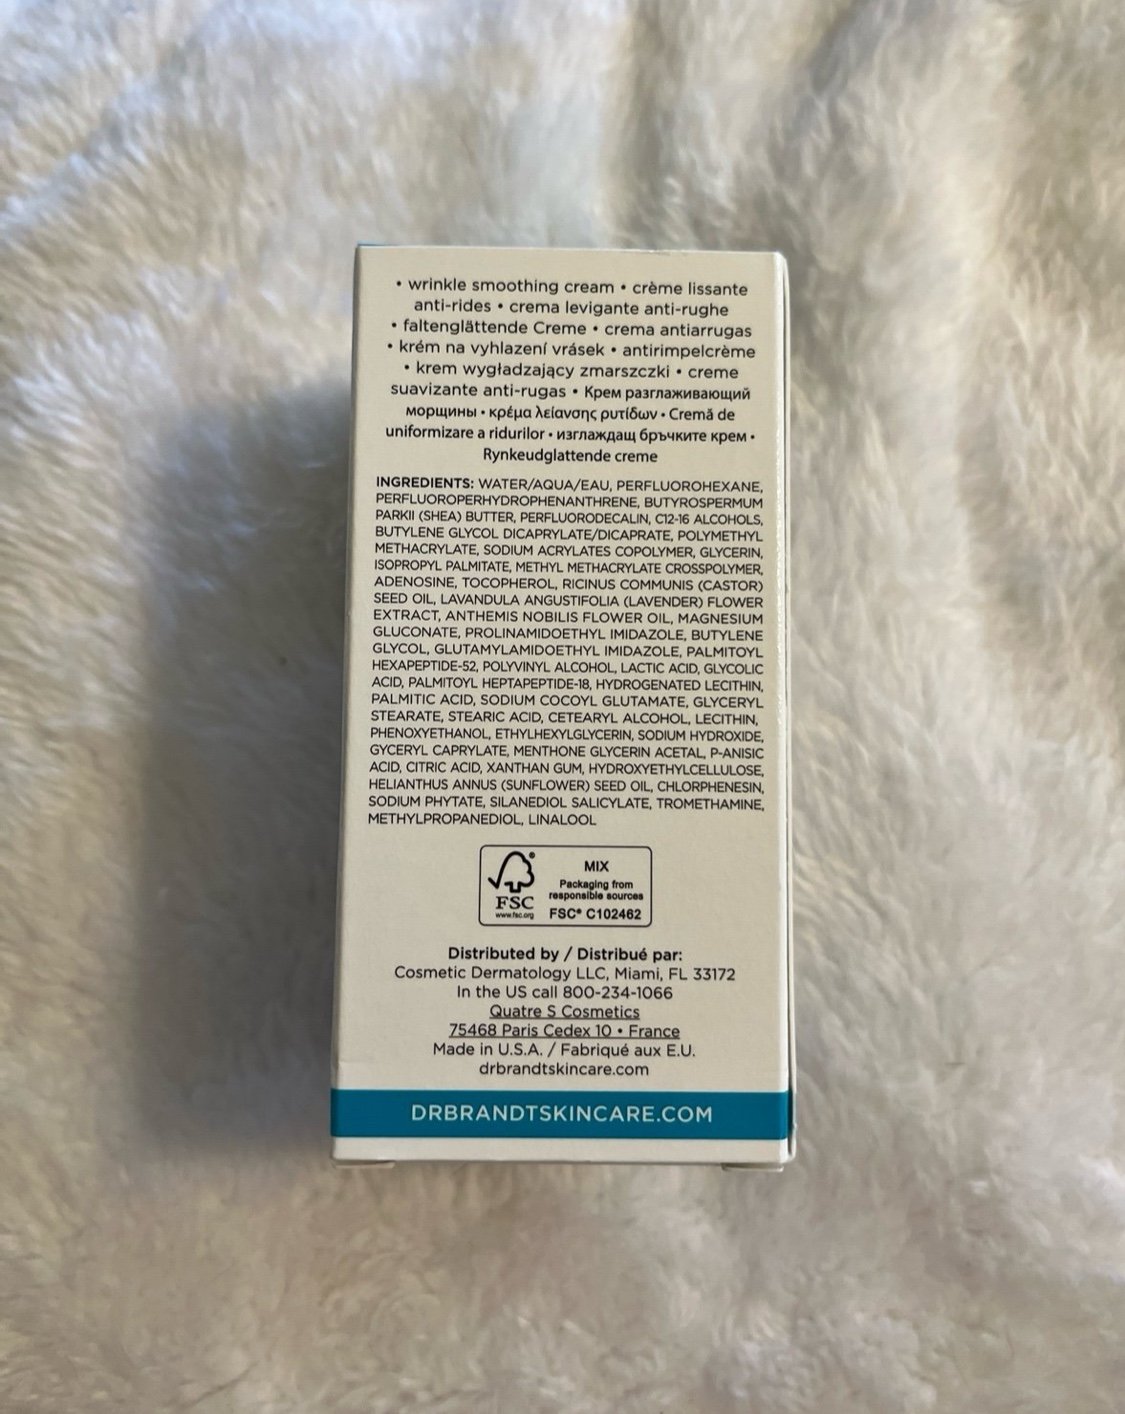 • wrinkle smoothing cream • crème lissante
anti-rides • crema levigante anti-rughe
• faltenglättende Creme • crema antiarrugas
• krém na vyhlazení vrásek • antirimpelcrème
• krem wygładzający zmarszczki • creme
suavizante anti-rugas • Крем разглаживающий
морщины • κρέμα λείανσης ρυτίδων • Cremă de
uniformizare a ridurilor • изглаждащ бръчките крем •
Rynkeudglattende creme
INGREDIENTS: WATER/AQUA/EAU, PERFLUOROHEXANE,
PERFLUOROPERHYDROPHENANTHRENE, BUTYROSPERMUM
PARKII (SHEA) BUTTER, PERFLUORODECALIN, C12-16 ALCOHOLS,
BUTYLENE GLYCOL DICAPRYLATE/DICAPRATE, POLYMETHYL
METHACRYLATE, SODIUM ACRYLATES COPOLYMER, GLYCERIN,
ISOPROPYL PALMITATE, METHYL METHACRYLATE CROSSPOLYMER,
ADENOSINE, TOCOPHEROL, RICINUS COMMUNIS (CASTOR)
SEED OIL, LAVANDULA ANGUSTIFOLIA (LAVENDER) FLOWER
EXTRACT, ANTHEMIS NOBILIS FLOWER OIL, MAGNESIUM
GLUCONATE, PROLINAMIDOETHYL IMIDAZOLE, BUTYLENE
GLYCOL, GLUTAMYLAMIDOETHYL IMIDAZOLE, PALMITOYL
HEXAPEPTIDE-52, POLYVINYL ALCOHOL, LACTIC ACID, GLYCOLIC
ACID, PALMITOYL HEPTAPEPTIDE-18, HYDROGENATED LECITHIN,
PALMITIC ACID, SODIUM COCOYL GLUTAMATE, GLYCERYL
STEARATE, STEARIC ACID, CETEARYL ALCOHOL, LECITHIN,
PHENOXYETHANOL, ETHYLHEXYLGLYCERIN, SODIUM HYDROXIDE,
GYCERYL CAPRYLATE, MENTHONE GLYCERIN ACETAL, P-ANISIC
ACID, CITRIC ACID, XANTHAN GUM, HYDROXYETHYLCELLULOSE,
HELIANTHUS ANNUS (SUNFLOWER) SEED OIL, CHLORPHENESIN,
SODIUM PHYTATE, SILANEDIOL SALICYLATE, TROMETHAMINE,
METHYLPROPANEDIOL, LINALOOL
FSC
www.fsc.org
MIX
Packaging from
responsible sources
FSC® C102462
Distributed by / Distribué par:
Cosmetic Dermatology LLC, Miami, FL 33172
In the US call 800-234-1066
Quatre S Cosmetics
75468 Paris Cedex 10 • France
Made in U.S.A. / Fabriqué aux E.U.
drbrandtskincare.com
DRBRANDTSKINCARE.COM